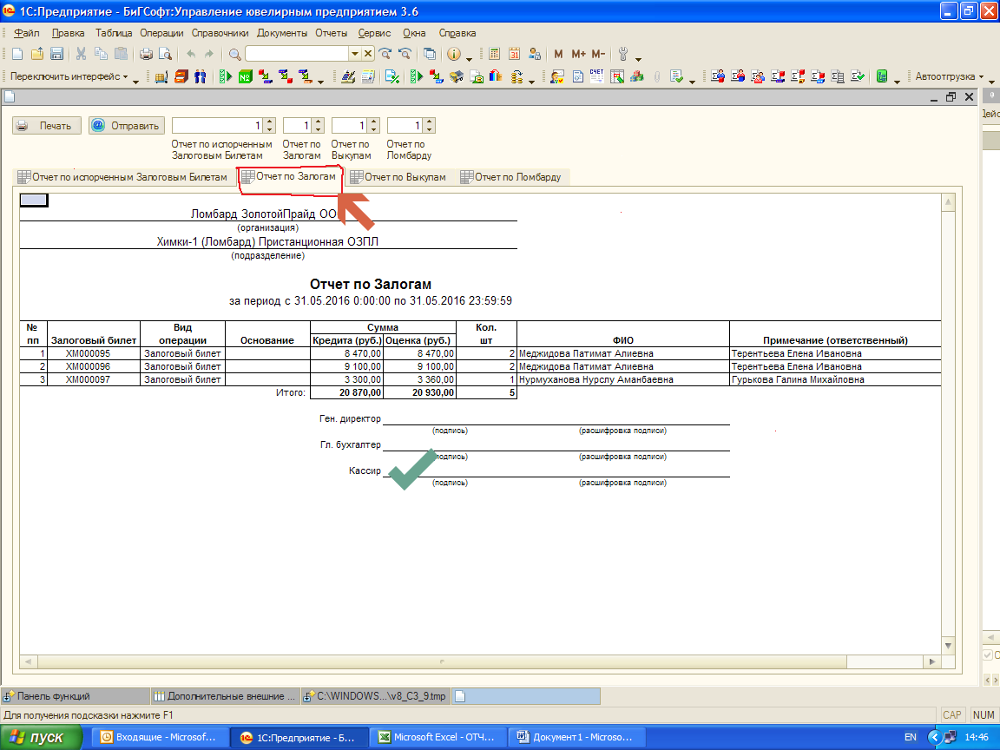 1С:Предприятие - БиГСофт:Управление ювелирным предприятием 3.6
Файл Правка Таблица Операции Справочники Документы Отчеты Сервис Окна Справка
M M+ M-
Переключить интерфейс Автоотгрузка
Печать Отправить 1 1 1 1
Отчет по испорченным Залоговым Билетам
Отчет по Залогам
Отчет по Выкупам
Отчет по Ломбарду
Отчет по испорченным Залоговым Билетам Отчет по Залогам Отчет по Выкупам Отчет по Ломбарду
Ломбард ЗолотойПрайд ОО
(организация)
Химки-1 (Ломбард) Пристанционная ОЗПЛ
(подразделение)
Отчет по Залогам
за период с 31.05.2016 0:00:00 по 31.05.2016 23:59:59
№ пп Залоговый билет Вид операции Основание Сумма Кредита (руб.) Оценка (руб.) Кол. шт ФИО Примечание (ответственный)
1 ХМ000095 Залоговый билет 8 470,00 8 470,00 2 Меджидова Патимат Алиевна Терентьева Елена Ивановна
2 ХМ000096 Залоговый билет 9 100,00 9 100,00 2 Меджидова Патимат Алиевна Терентьева Елена Ивановна
3 ХМ000097 Залоговый билет 3 300,00 3 360,00 1 Нурмуханова Нурслу Аманбаевна Гурькова Галина Михайловна
Итого: 20 870,00 20 930,00 5
Ген. директор
(подпись) (расшифровка подписи)
Гл. бухгалтер
подпись) (расшифровка подписи)
Кассир
(подпись) (расшифровка подписи)
Панель функций Дополнительные внешние ... C:\WINDOWS...\v8_C3_9.tmp
Для получения подсказки нажмите F1 CAP NUM
пуск Входящие - Microsof... 1С:Предприятие - Б... Microsoft Excel - ОТЧ... Документ1 - Microso... EN 14:46